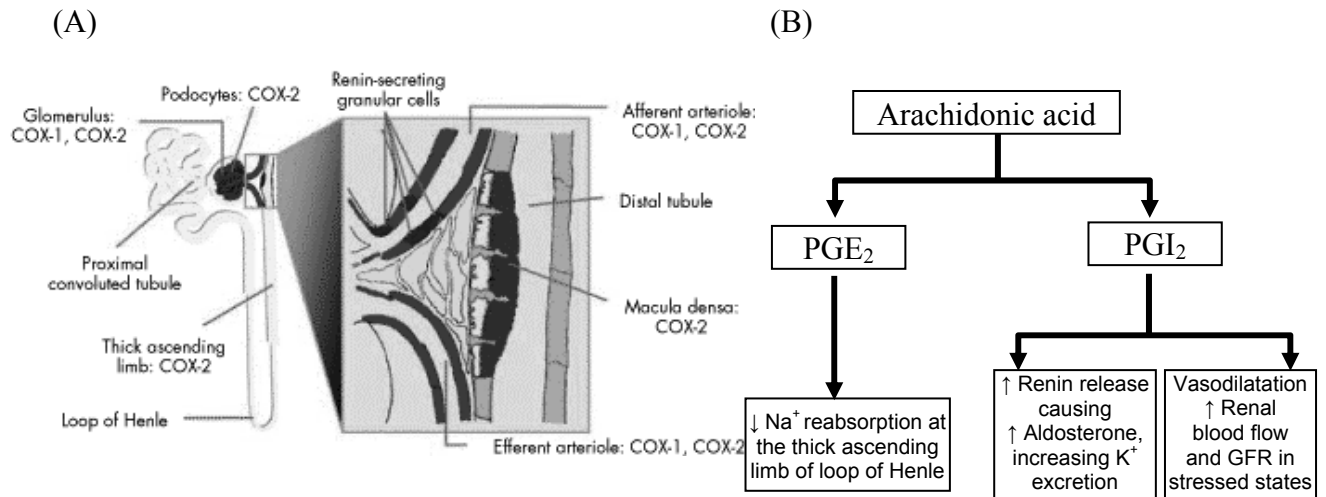 (A)
Podocytes: COX-2
Glomerulus:
COX-1, COX-2
Renin-secreting
granular cells
Afferent arteriole:
COX-1, COX-2
Distal tubule
Proximal
convoluted tubule
Macula densa:
COX-2
Thick ascending
limb: COX-2
Loop of Henle
Efferent arteriole: COX-1, COX-2
(B)
Arachidonic acid
PGE₂
PGI₂
↓ Na⁺ reabsorption at
the thick ascending
limb of loop of Henle
↑ Renin release
causing
↑ Aldosterone,
increasing K⁺
excretion
Vasodilatation
↑ Renal
blood flow
and GFR in
stressed states